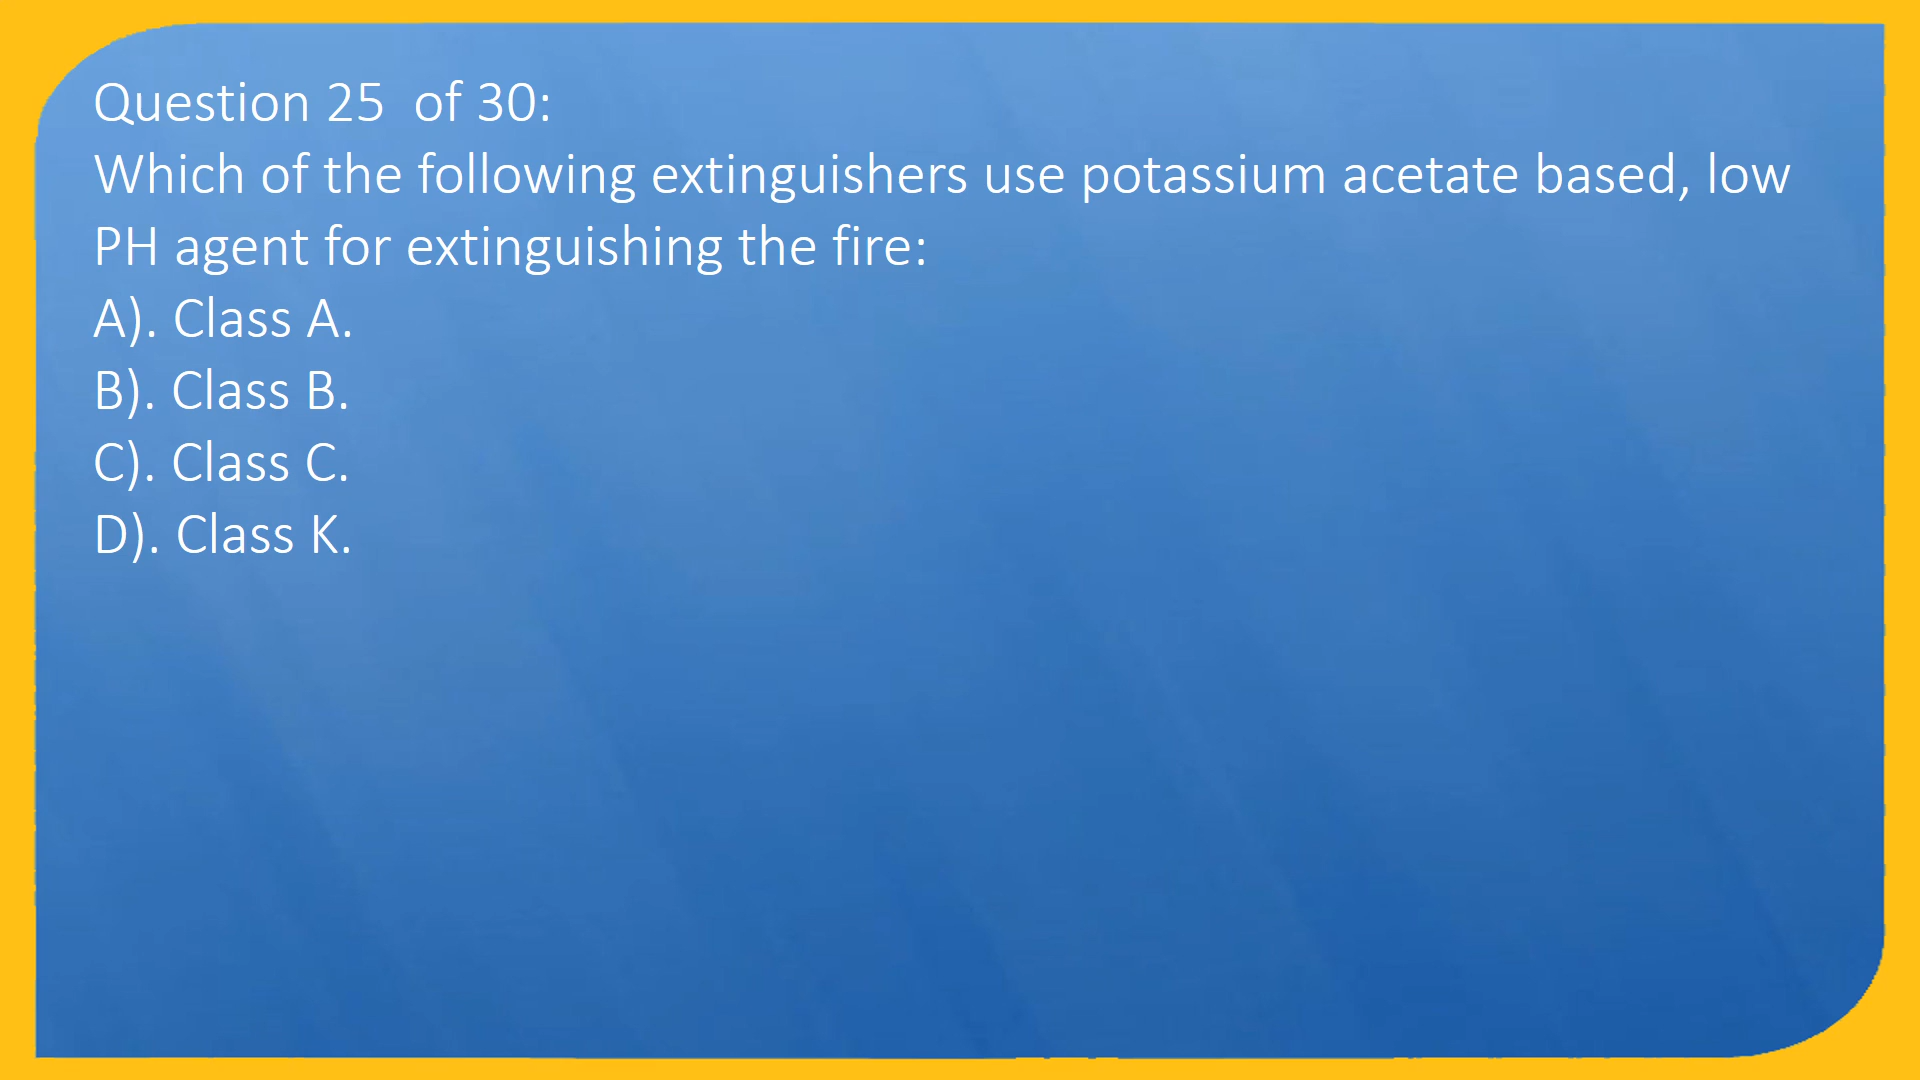 Question 25  of 30:
Which of the following extinguishers use potassium acetate based, low
PH agent for extinguishing the fire:
A). Class A.
B). Class B.
C). Class C.
D). Class K.